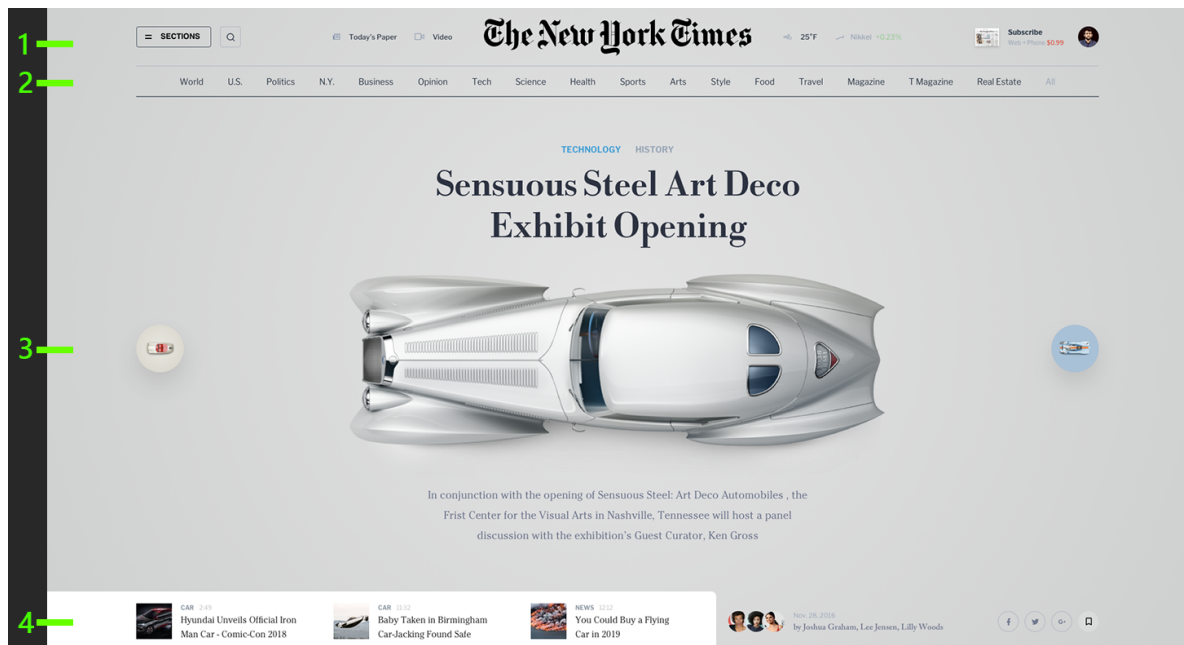 1
SECTIONS
Today's Paper
Video
The New York Times
25°F
Nikkei +0.23%
Subscribe
Web + Phone $0.99
2
World U.S. Politics N.Y. Business Opinion Tech Science Health Sports Arts Style Food Travel Magazine T Magazine Real Estate All
TECHNOLOGY HISTORY
Sensuous Steel Art Deco
Exhibit Opening
3
In conjunction with the opening of Sensuous Steel: Art Deco Automobiles , the
Frist Center for the Visual Arts in Nashville, Tennessee will host a panel
discussion with the exhibition's Guest Curator, Ken Gross
4
CAR 2:49
Hyundai Unveils Official Iron
Man Car - Comic-Con 2018
CAR 11:52
Baby Taken in Birmingham
Car-Jacking Found Safe
NEWS 12:12
You Could Buy a Flying
Car in 2019
Nov. 28, 2016
by Joshua Graham, Lee Jensen, Lilly Woods
f
G+